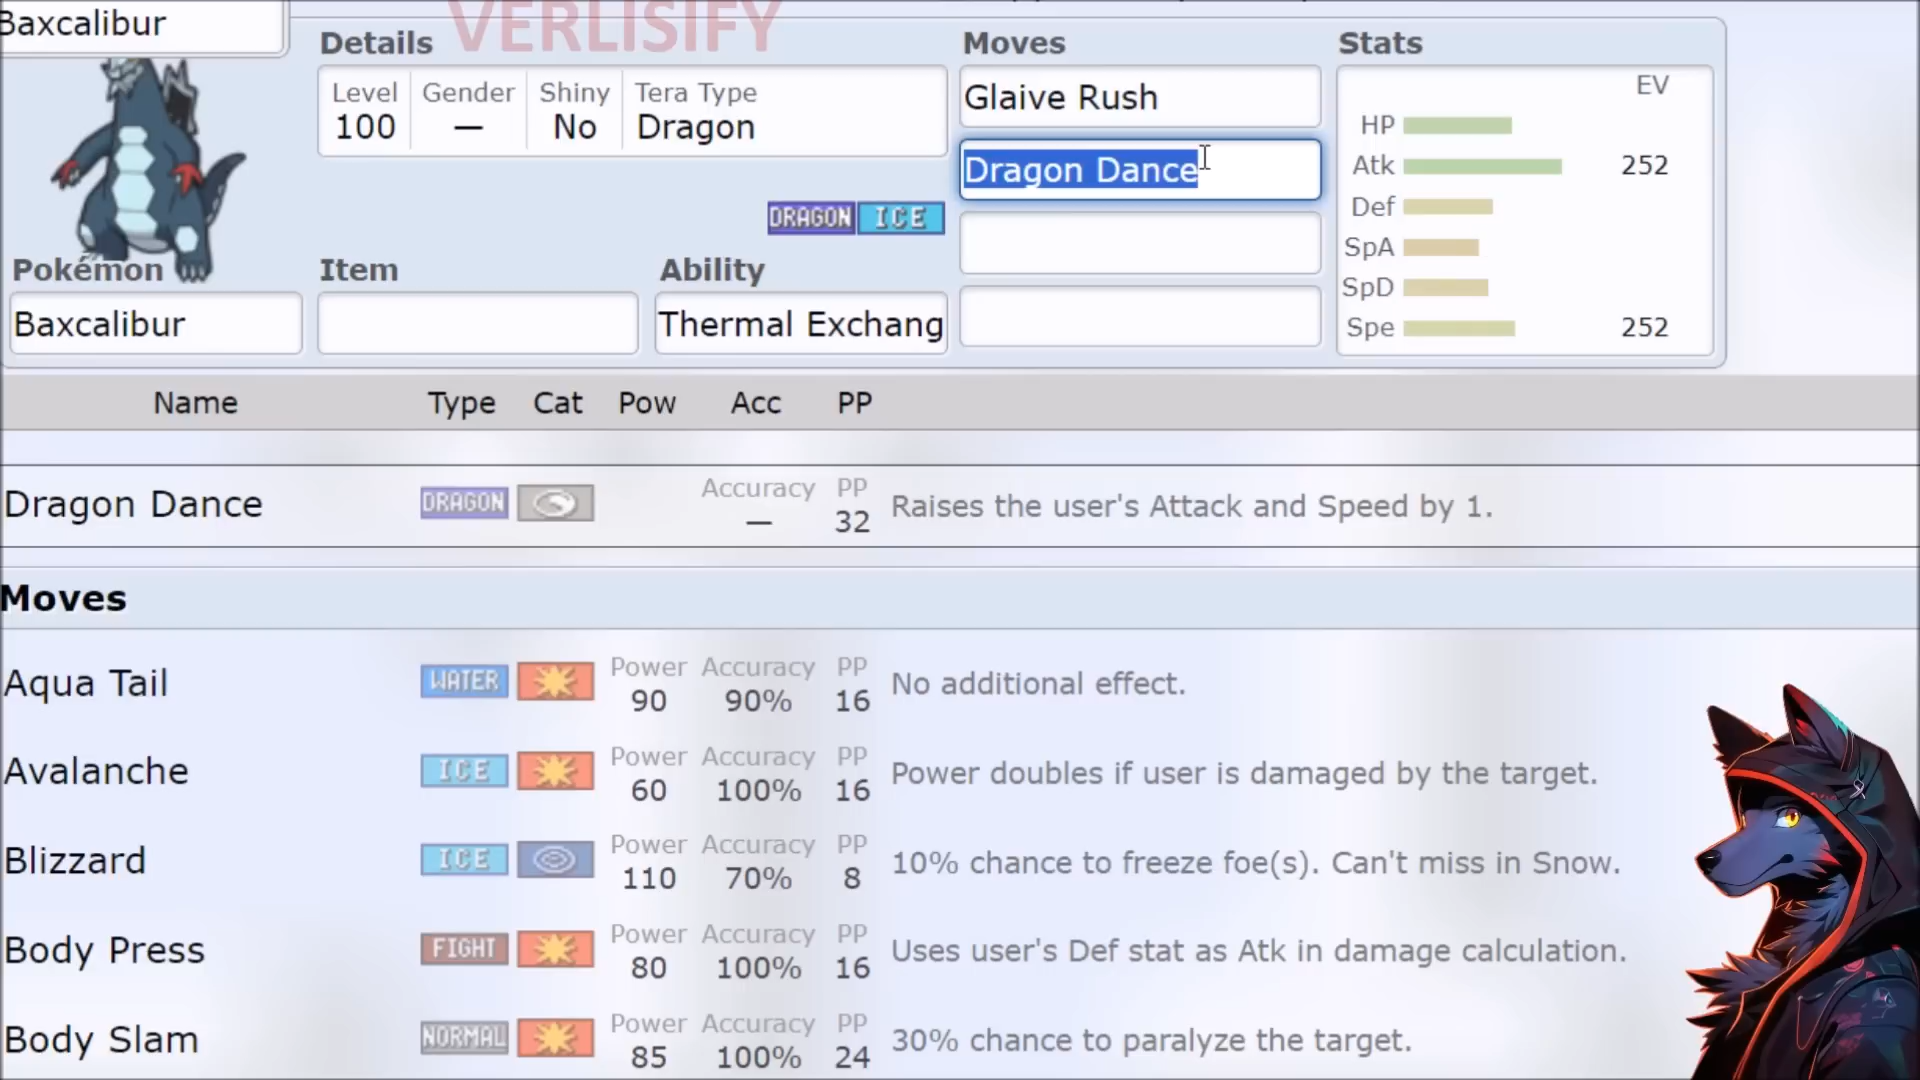 VERLISIFY
Baxcalibur
Details
Moves
Stats
Level
Gender
Shiny
Tera Type
100
—
No
Dragon
Glaive Rush
Dragon Dance
EV
HP
Atk 252
Def
SpA
SpD
Spe 252
DRAGON ICE
Pokémon
Item
Ability
Baxcalibur
Thermal Exchang
Name Type Cat Pow Acc PP
Dragon Dance DRAGON Accuracy — PP 32 Raises the user's Attack and Speed by 1.
Moves
Aqua Tail WATER Power 90 Accuracy 90% PP 16 No additional effect.
Avalanche ICE Power 60 Accuracy 100% PP 16 Power doubles if user is damaged by the target.
Blizzard ICE Power 110 Accuracy 70% PP 8 10% chance to freeze foe(s). Can't miss in Snow.
Body Press FIGHT Power 80 Accuracy 100% PP 16 Uses user's Def stat as Atk in damage calculation.
Body Slam NORMAL Power 85 Accuracy 100% PP 24 30% chance to paralyze the target.